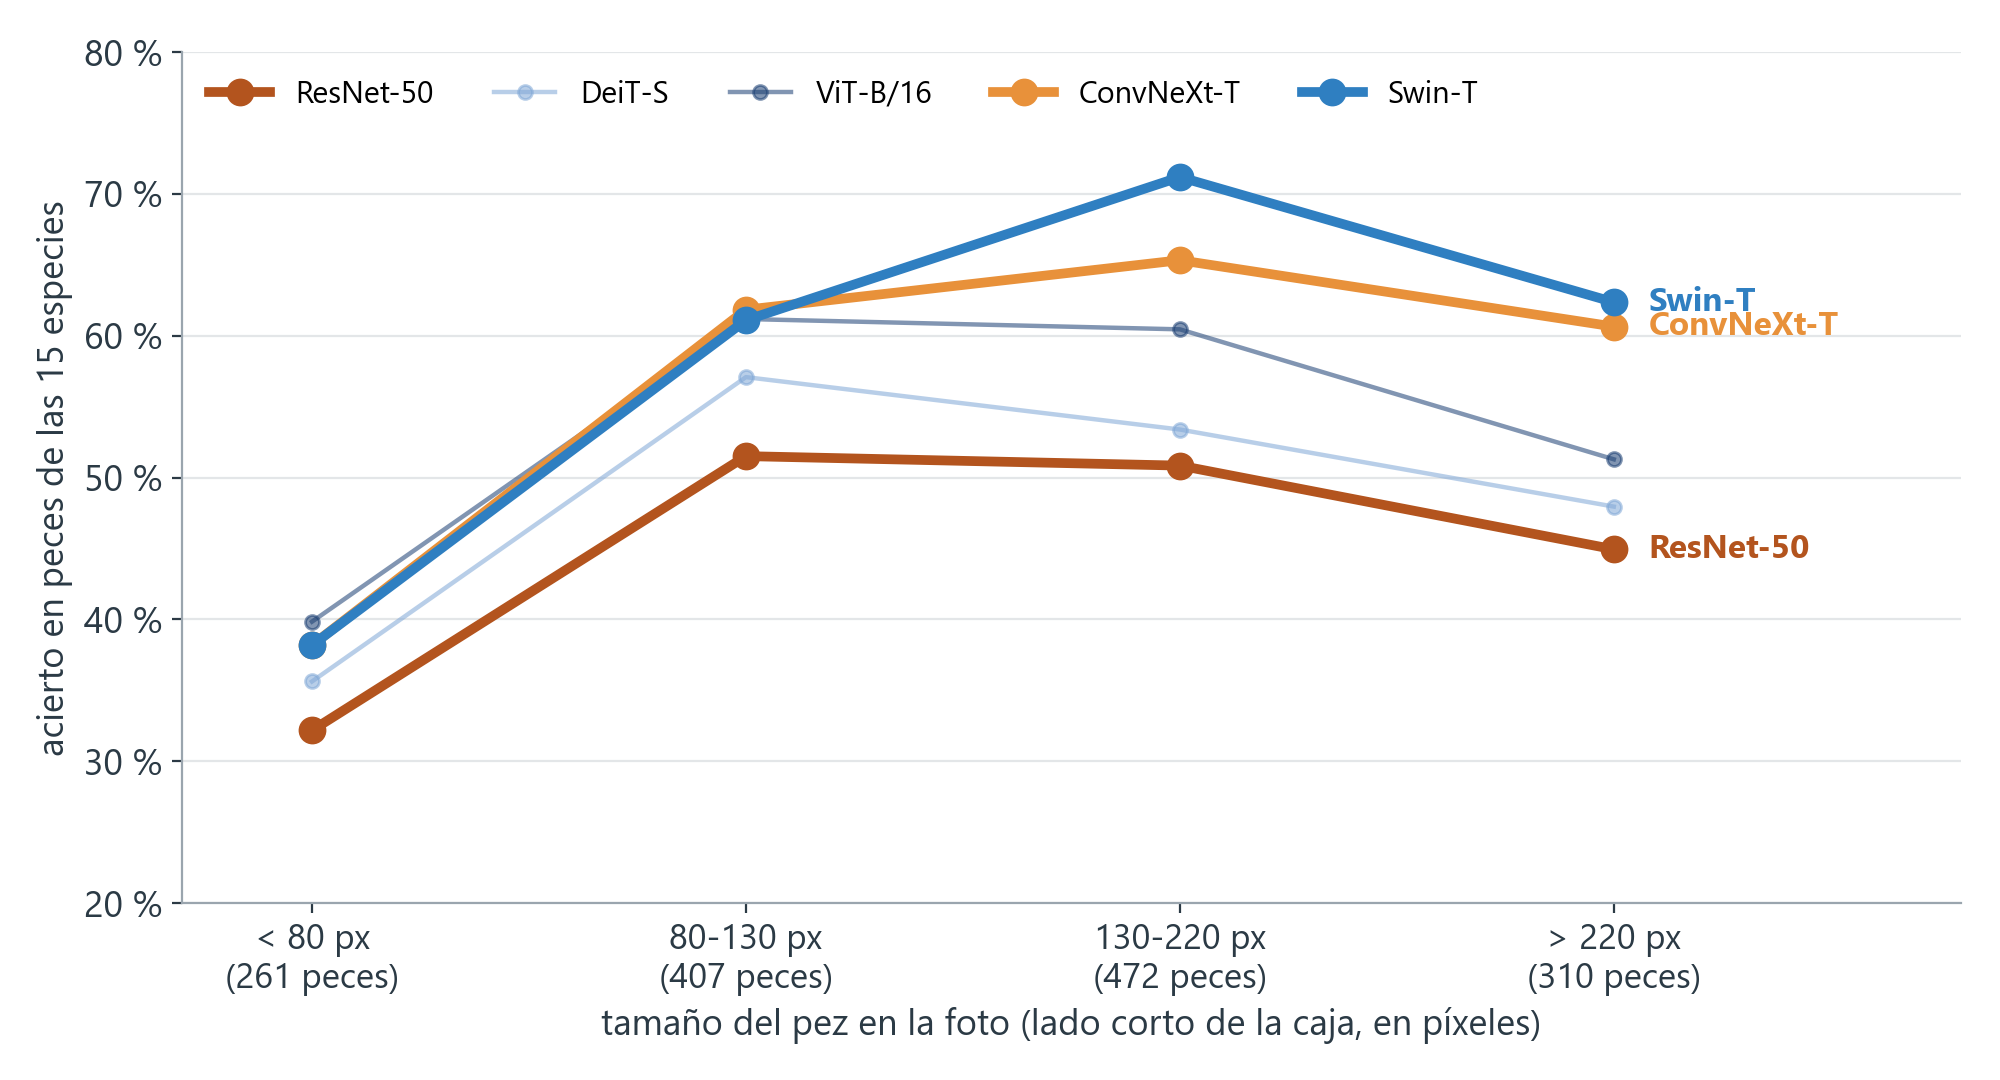 80 %
ResNet-50 DeiT-S ViT-B/16 ConvNeXt-T Swin-T
70 %
60 %
50 %
40 %
30 %
20 %
acierto en peces de las 15 especies
Swin-T
ConvNeXt-T
ResNet-50
< 80 px 80-130 px 130-220 px > 220 px
(261 peces) (407 peces) (472 peces) (310 peces)
tamaño del pez en la foto (lado corto de la caja, en píxeles)